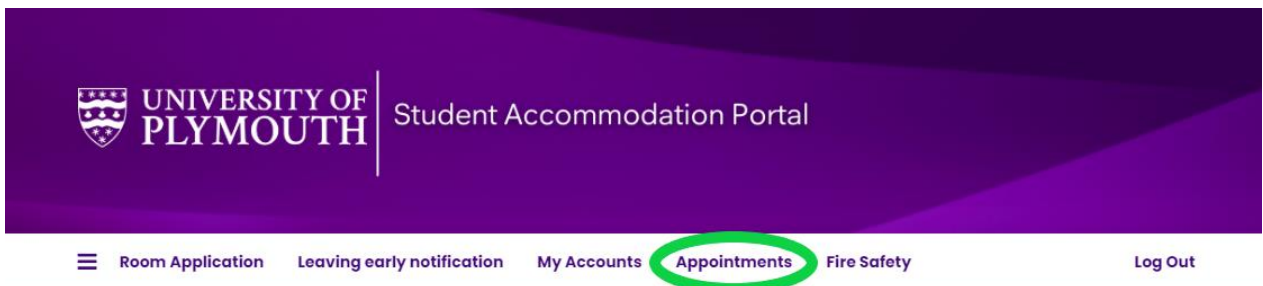 UNIVERSITY OF
PLYMOUTH
Student Accommodation Portal
Room Application Leaving early notification My Accounts Appointments Fire Safety Log Out